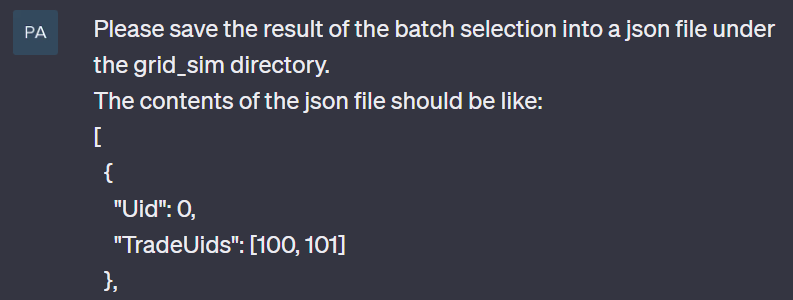 PA
Please save the result of the batch selection into a json file under
the grid_sim directory.
The contents of the json file should be like:
[
{
"Uid": 0,
"TradeUids": [100, 101]
},